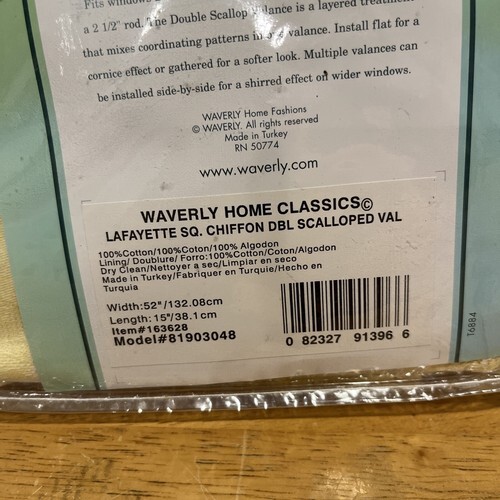 Fits windows
a 2 1/2" rod. The Double Scallop Valance is a layered treatment
that mixes coordinating patterns in one valance. Install flat for a
cornice effect or gathered for a softer look. Multiple valances can
be installed side-by-side for a shirred effect on wider windows.
WAVERLY Home Fashions
© WAVERLY. All rights reserved
Made in Turkey
RN 50774
www.waverly.com
WAVERLY HOME CLASSICS©
LAFAYETTE SQ. CHIFFON DBL SCALLOPED VAL
100%Cotton/100%Coton/100% Algodon
Lining/ Doublure/ Forro:100%Cotton/Coton/Algodon
Dry Clean/Nettoyer a sec/Limpiar en seco
Made in Turkey/Fabriquer en Turquie/Hecho en
Turquia
Width:52"/132.08cm
Length: 15"/38.1cm
Item#163628
Model#81903048
0 82327 91396 6
T6884